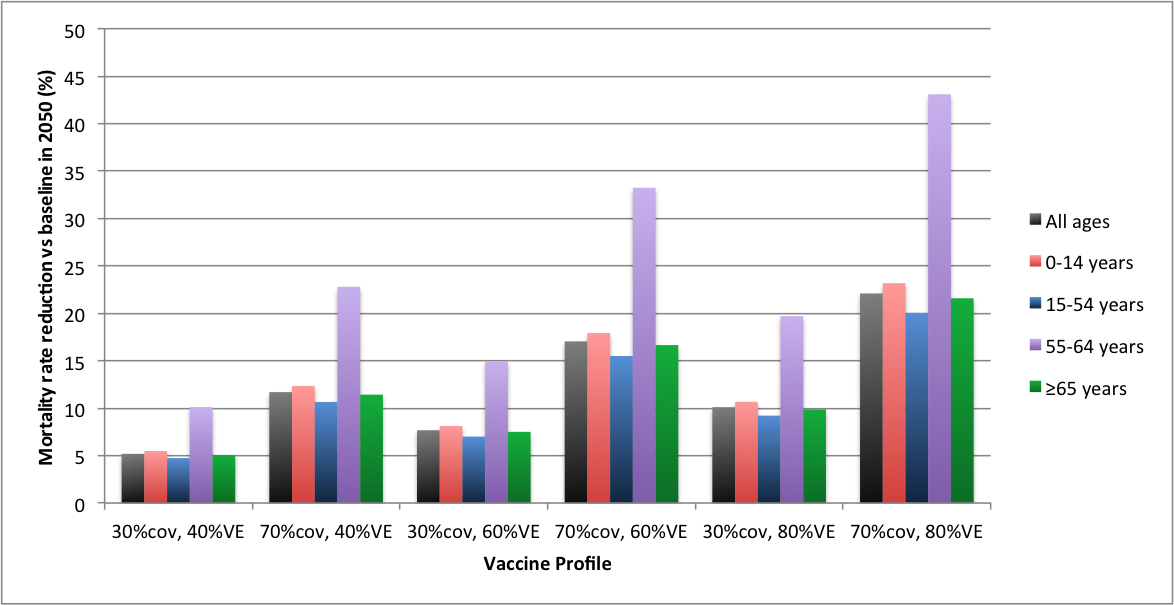 Mortality rate reduction vs baseline in 2050 (%)
50
45
40
35
30
25
20
15
10
5
0
30%cov, 40%VE 70%cov, 40%VE 30%cov, 60%VE 70%cov, 60%VE 30%cov, 80%VE 70%cov, 80%VE
Vaccine Profile
All ages
0-14 years
15-54 years
55-64 years
≥65 years